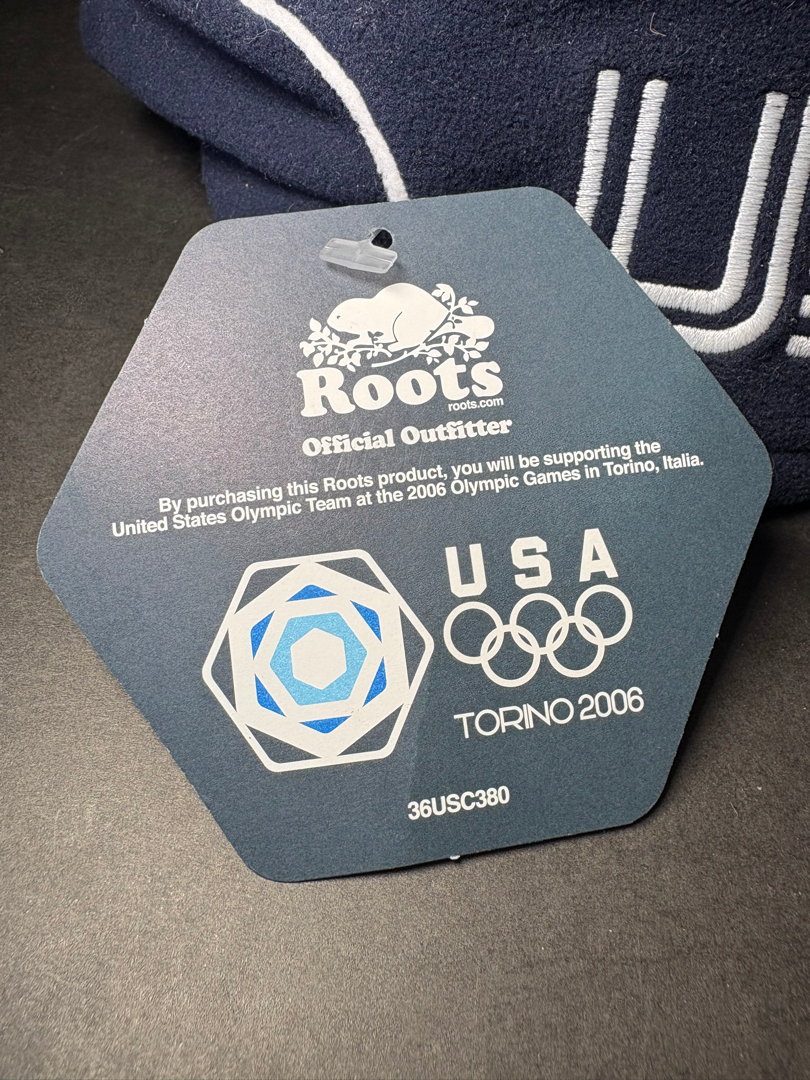 Roots
roots.com
Official Outfitter
By purchasing this Roots product, you will be supporting the
United States Olympic Team at the 2006 Olympic Games in Torino, Italia.
USA
TORINO 2006
36USC380
U